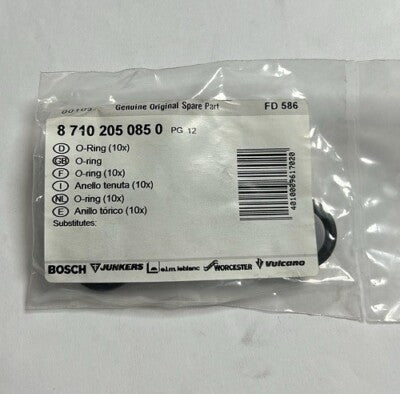 Genuine Original Spare Part FD 586
8 710 205 085 0 PG 12
D O-Ring (10x)
GB O-ring
F O-ring (10x)
I Anello tenuta (10x)
NL O-ring (10x)
E Anillo tórico (10x)
Substitutes:
4010009617020
BOSCH JUNKERS e.l.m. leblanc WORCESTER Vulcano